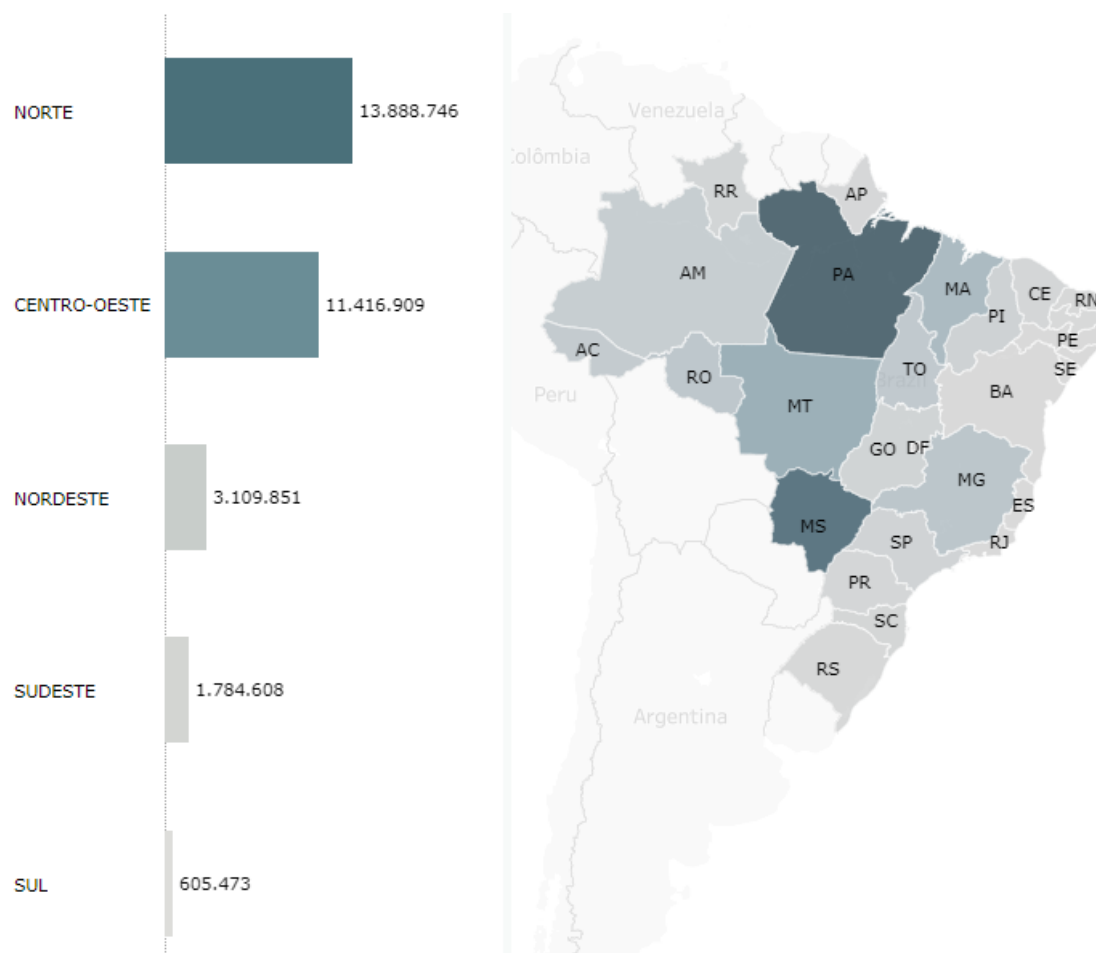 NORTE
13.888.746
CENTRO-OESTE
11.416.909
NORDESTE
3.109.851
SUDESTE
1.784.608
SUL
605.473
Venezuela
Colômbia
RR
AP
AM
PA
MA
CE
RN
PI
PE
AC
RO
TO
SE
Brazil
Peru
BA
MT
GO
DF
MG
ES
MS
SP
RJ
PR
SC
RS
Argentina